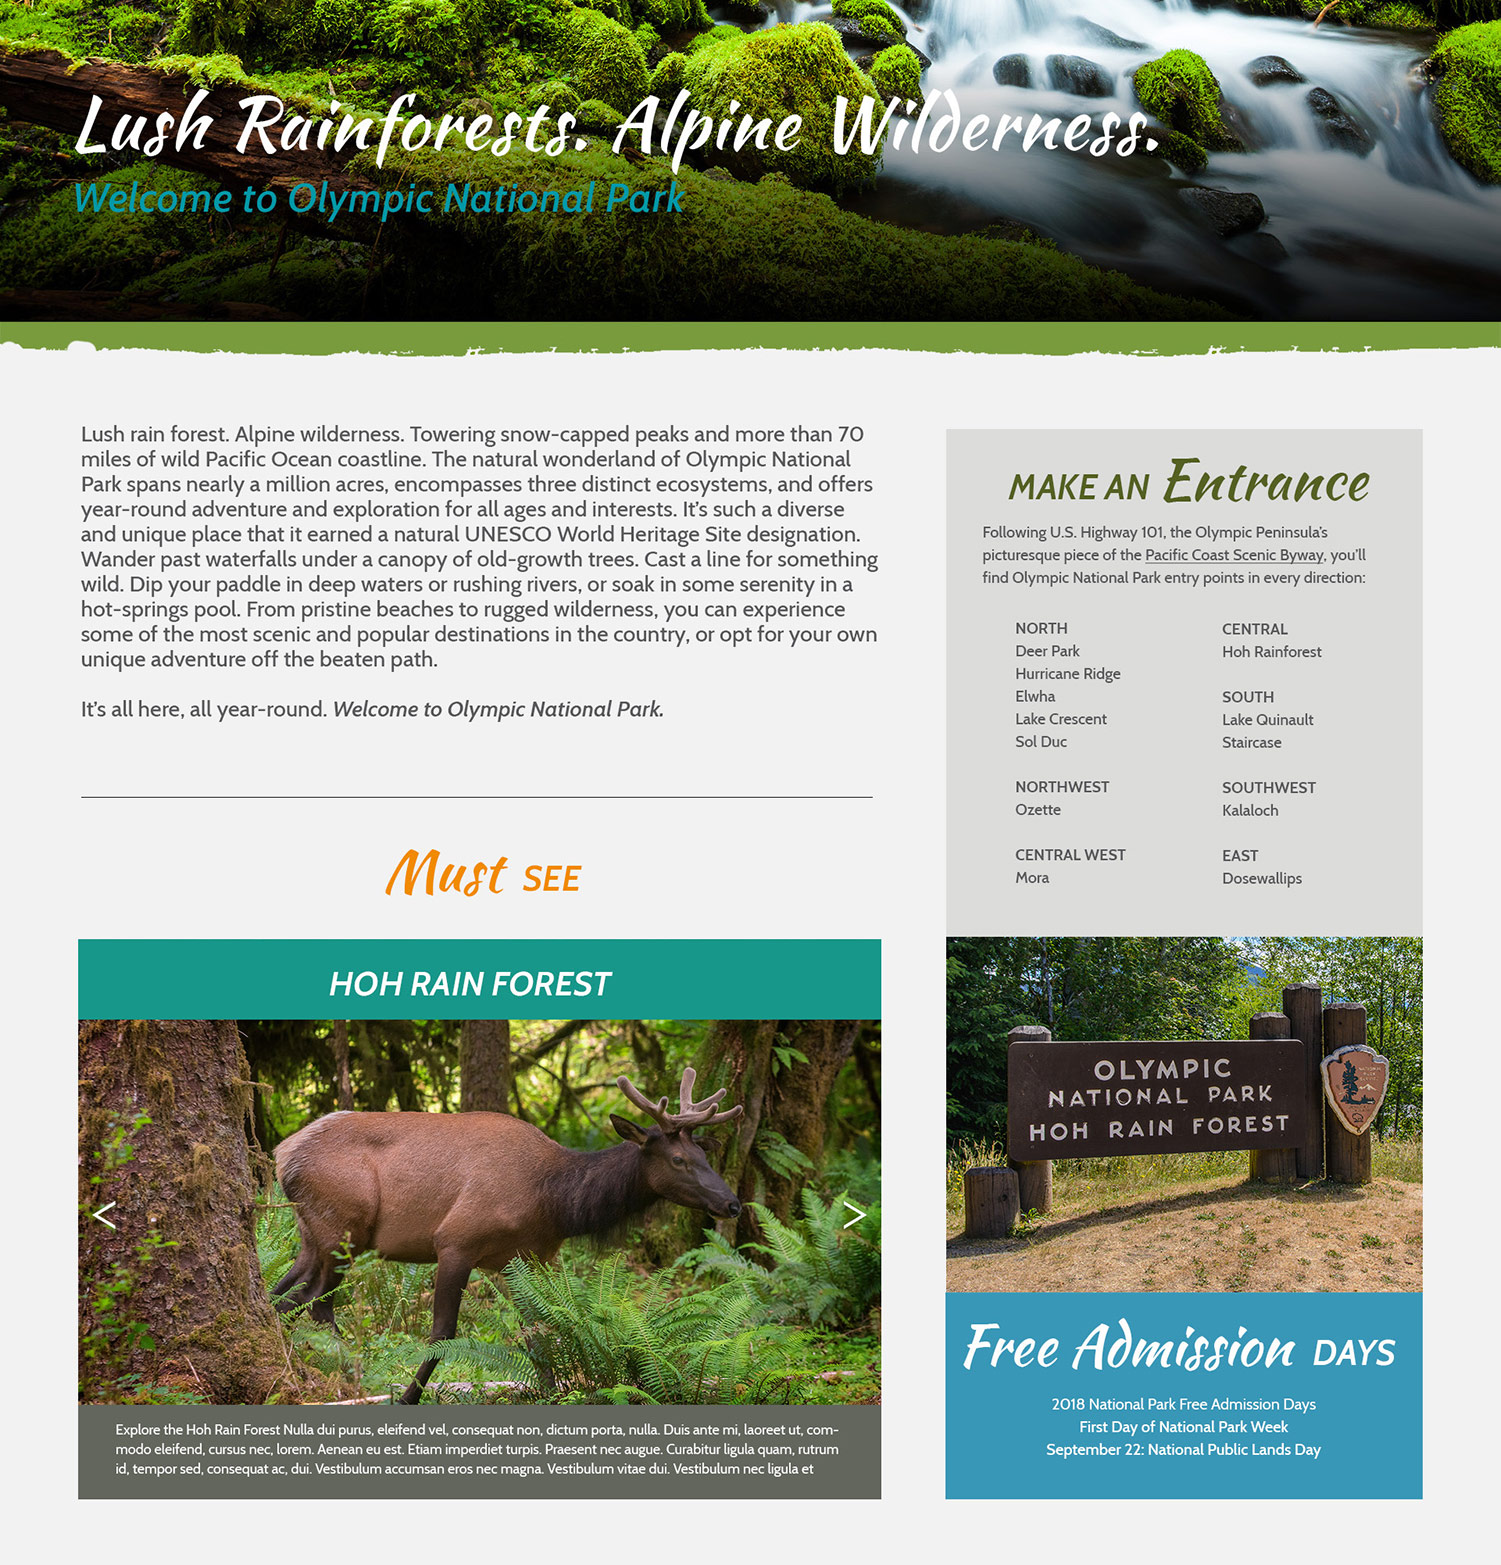 Lush Rainforests. Alpine Wilderness.
Welcome to Olympic National Park
Lush rain forest. Alpine wilderness. Towering snow-capped peaks and more than 70
miles of wild Pacific Ocean coastline. The natural wonderland of Olympic National
Park spans nearly a million acres, encompasses three distinct ecosystems, and offers
year-round adventure and exploration for all ages and interests. It's such a diverse
and unique place that it earned a natural UNESCO World Heritage Site designation.
Wander past waterfalls under a canopy of old-growth trees. Cast a line for something
wild. Dip your paddle in deep waters or rushing rivers, or soak in some serenity in a
hot-springs pool. From pristine beaches to rugged wilderness, you can experience
some of the most scenic and popular destinations in the country, or opt for your own
unique adventure off the beaten path.
It's all here, all year-round. Welcome to Olympic National Park.
Must SEE
HOH RAIN FOREST
<
>
Explore the Hoh Rain Forest Nulla dui purus, eleifend vel, consequat non, dictum porta, nulla. Duis ante mi, laoreet ut, com-
modo eleifend, cursus nec, lorem. Aenean eu est. Etiam imperdiet turpis. Praesent nec augue. Curabitur ligula quam, rutrum
id, tempor sed, consequat ac, dui. Vestibulum accumsan eros nec magna. Vestibulum vitae dui. Vestibulum nec ligula et
MAKE AN Entrance
Following U.S. Highway 101, the Olympic Peninsula's
picturesque piece of the Pacific Coast Scenic Byway, you'll
find Olympic National Park entry points in every direction:
NORTH
Deer Park
Hurricane Ridge
Elwha
Lake Crescent
Sol Duc
NORTHWEST
Ozette
CENTRAL WEST
Mora
CENTRAL
Hoh Rainforest
SOUTH
Lake Quinault
Staircase
SOUTHWEST
Kalaloch
EAST
Dosewallips
OLYMPIC
NATIONAL PARK
HOH RAIN FOREST
NATIONAL
PARK
SERVICE
Free Admission DAYS
2018 National Park Free Admission Days
First Day of National Park Week
September 22: National Public Lands Day